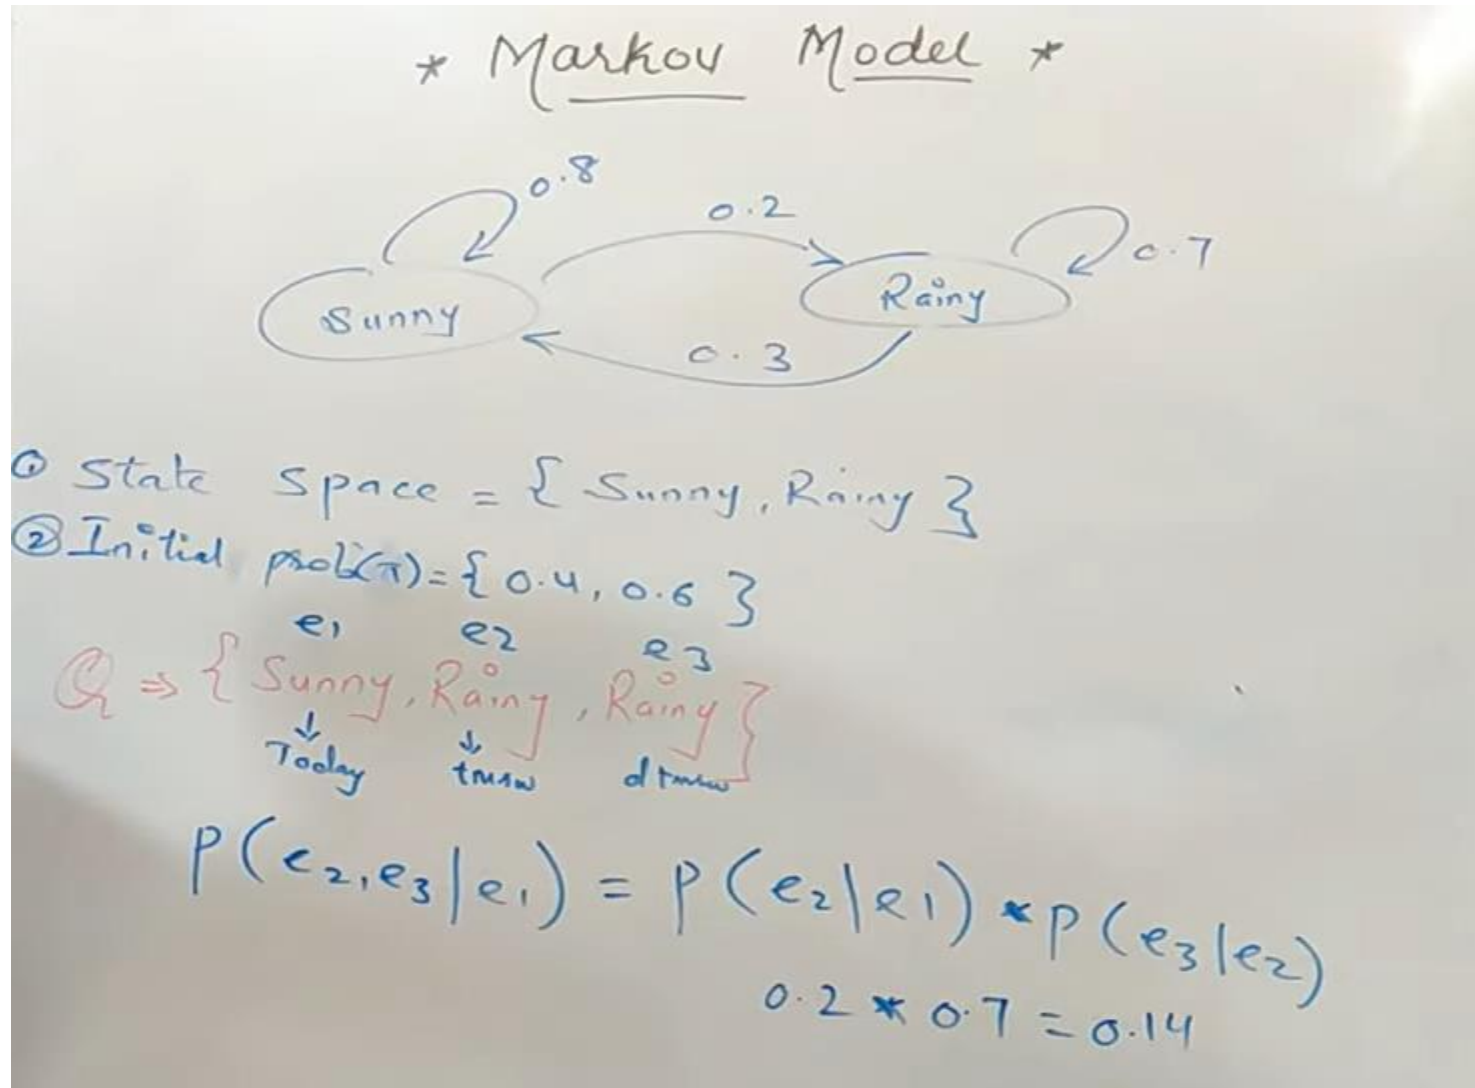 * Markov Model *
0.8
0.2
0.7
Sunny
Rainy
0.3
① State Space = { Sunny, Rainy }
② Initial prob(π) = { 0.4, 0.6 }
e1 e2 e3
Q ⇒ { Sunny, Rainy, Rainy }
↓ ↓
Today tmrw dtmrw
P(e2,e3|e1) = P(e2|e1) * P(e3|e2)
0.2 * 0.7 = 0.14